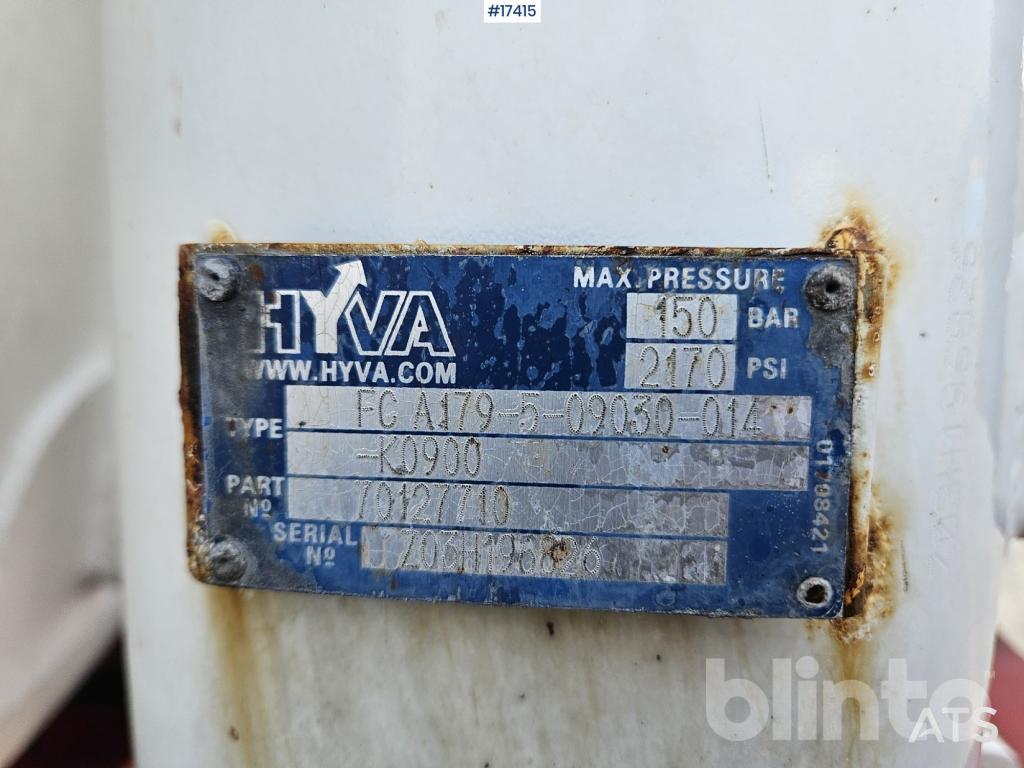 #17415
HYVA
WWW.HYVA.COM
MAX. PRESSURE
150 BAR
2170 PSI
TYPE FC A179-5-09030-014
-K0900
PART Nº 70127710
SERIAL Nº
01708421
blinto
ATS